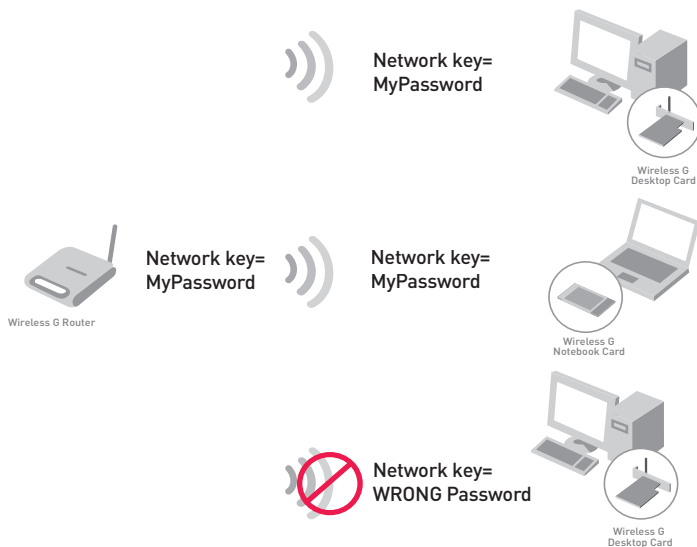 Network key=
MyPassword
Wireless G
Desktop Card
Wireless G Router
Network key=
MyPassword
Network key=
MyPassword
Wireless G
Notebook Card
Network key=
WRONG Password
Wireless G
Desktop Card